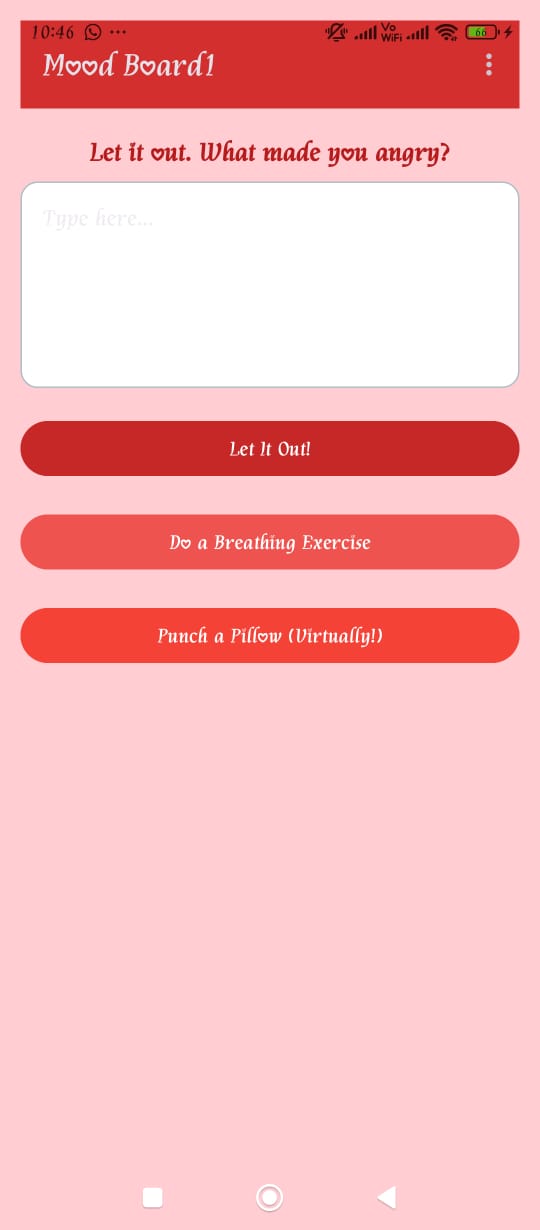 10:46
Vo
WiFi
66
Mood Board1
Let it out. What made you angry?
Type here...
Let It Out!
Do a Breathing Exercise
Punch a Pillow (Virtually!)